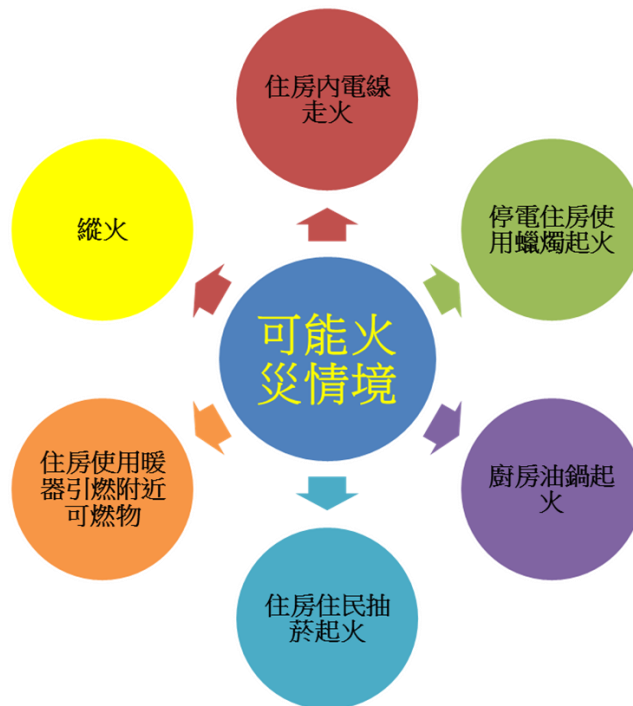 住房內電線
走火
縱火
停電住房使
用蠟燭起火
可能火
災情境
住房使用暖
器引燃附近
可燃物
廚房油鍋起
火
住房住民抽
菸起火